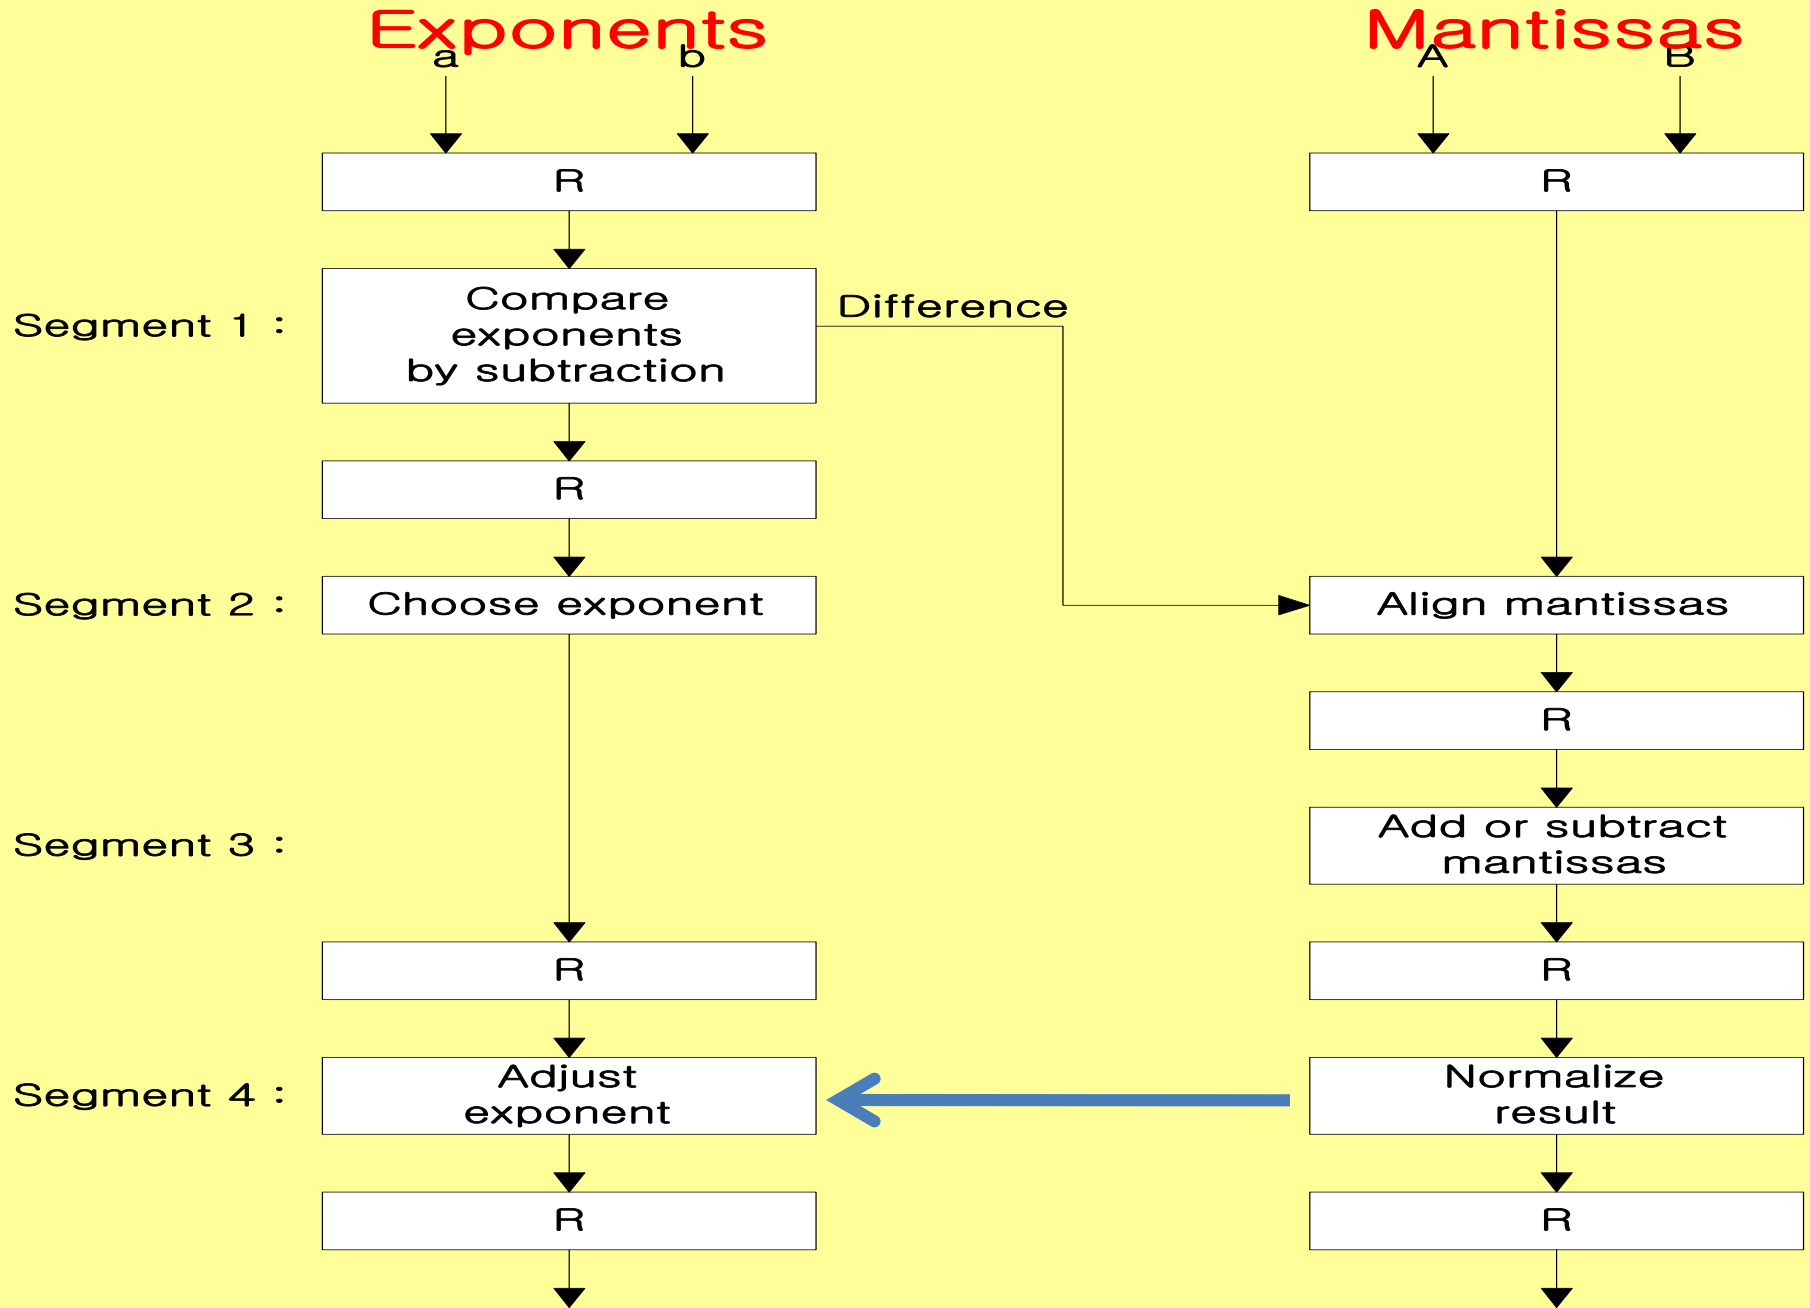 Exponents
Mantissas
a
b
A
B
R
R
Segment 1 :
Compare
exponents
by subtraction
Difference
R
Segment 2 :
Choose exponent
Align mantissas
R
Segment 3 :
Add or subtract
mantissas
R
R
Segment 4 :
Adjust
exponent
Normalize
result
R
R